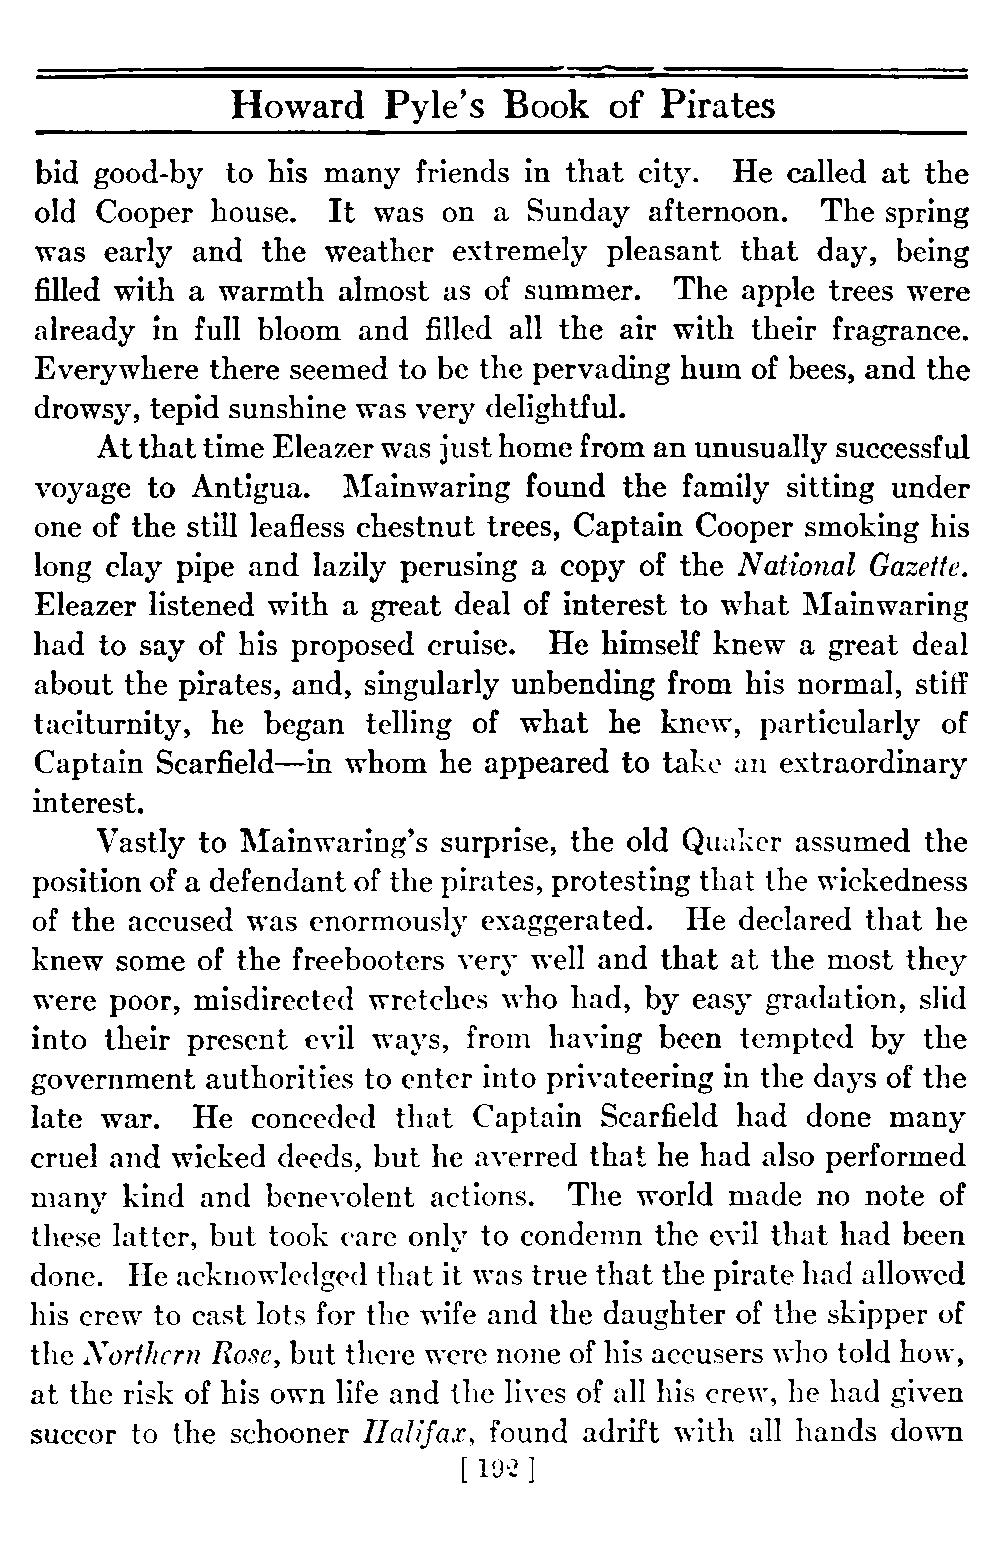 Howard Pyle's Book of Pirates
bid good-by to his many friends in that city. He called at the
old Cooper house. It was on a Sunday afternoon. The spring
was early and the weather extremely pleasant that day, being
filled with a warmth almost as of summer. The apple trees were
already in full bloom and filled all the air with their fragrance.
Everywhere there seemed to be the pervading hum of bees, and the
drowsy, tepid sunshine was very delightful.
At that time Eleazer was just home from an unusually successful
voyage to Antigua. Mainwaring found the family sitting under
one of the still leafless chestnut trees, Captain Cooper smoking his
long clay pipe and lazily perusing a copy of the National Gazette.
Eleazer listened with a great deal of interest to what Mainwaring
had to say of his proposed cruise. He himself knew a great deal
about the pirates, and, singularly unbending from his normal, stiff
taciturnity, he began telling of what he knew, particularly of
Captain Scarfield—in whom he appeared to take an extraordinary
interest.
Vastly to Mainwaring's surprise, the old Quaker assumed the
position of a defendant of the pirates, protesting that the wickedness
of the accused was enormously exaggerated. He declared that he
knew some of the freebooters very well and that at the most they
were poor, misdirected wretches who had, by easy gradation, slid
into their present evil ways, from having been tempted by the
government authorities to enter into privateering in the days of the
late war. He conceded that Captain Scarfield had done many
cruel and wicked deeds, but he averred that he had also performed
many kind and benevolent actions. The world made no note of
these latter, but took care only to condemn the evil that had been
done. He acknowledged that it was true that the pirate had allowed
his crew to cast lots for the wife and the daughter of the skipper of
the Northern Rose, but there were none of his accusers who told how,
at the risk of his own life and the lives of all his crew, he had given
succor to the schooner Halifax, found adrift with all hands down
[ 192 ]